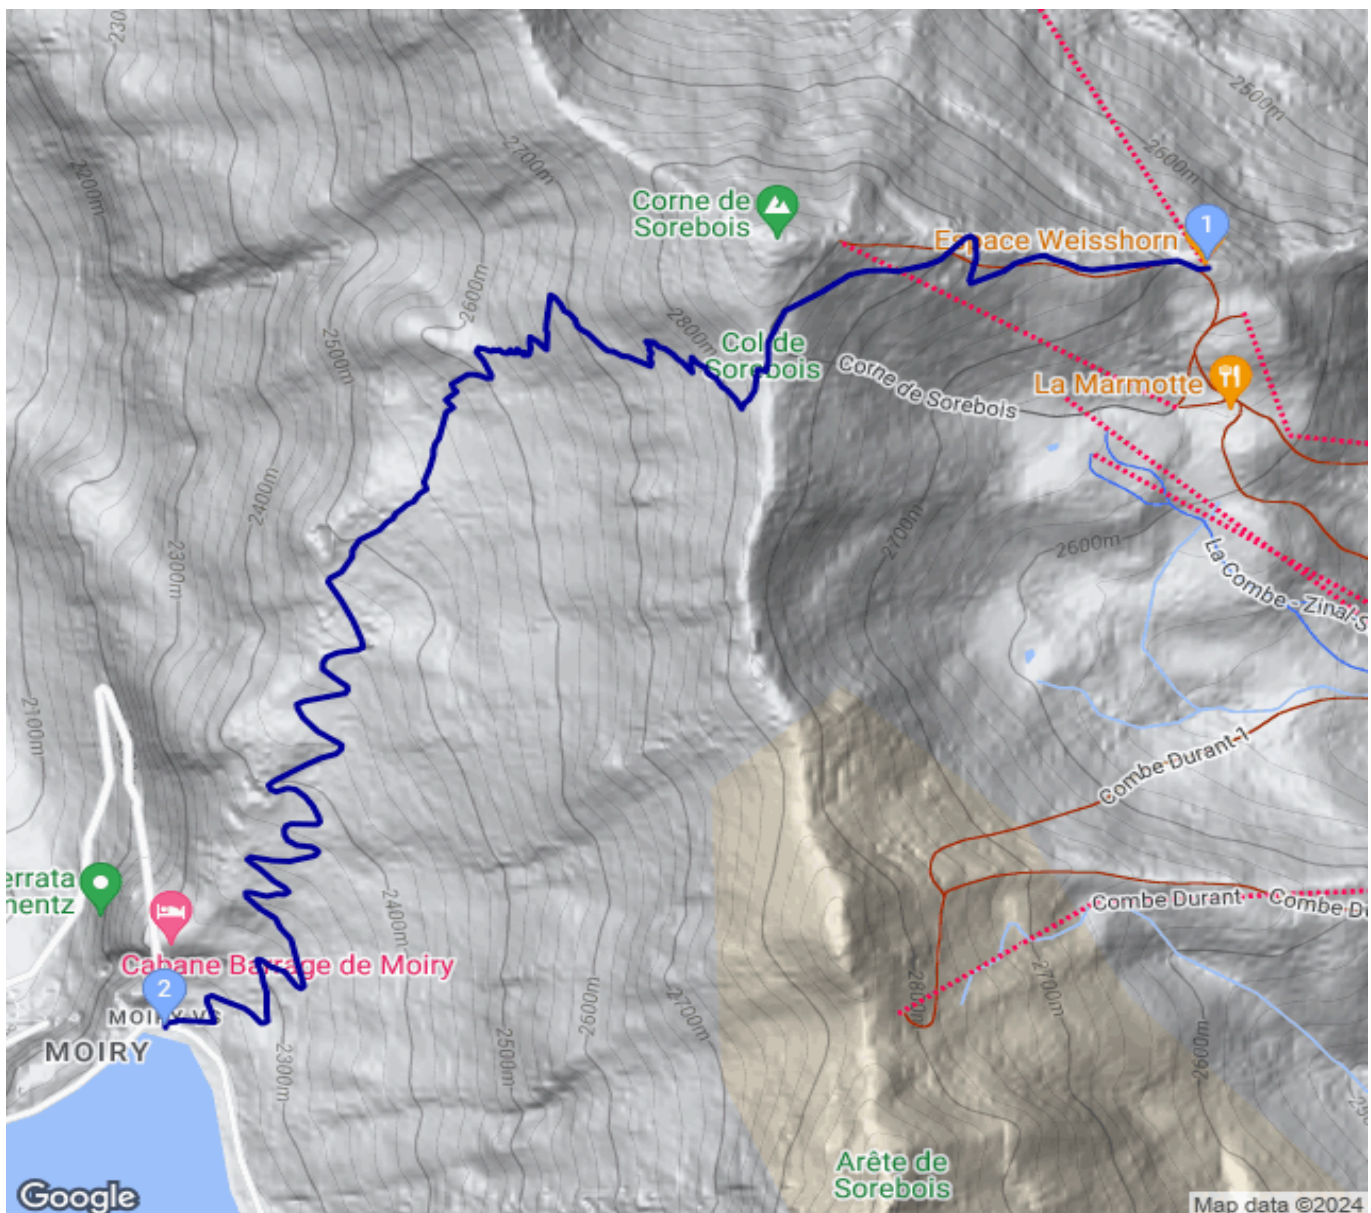 2300m
2500m
2700m
2600m
2200m
Corne de
Sorebois
Espace Weisshorn
1
2600m
2500m
2800m
Col de
Sorebois
Corne de Sorebois
La Marmotte
2400m
2700m
2600m
2300m
La Combe - Zinal-S
2100m
Combe Durant 1
errata
nentz
2400m
Combe Durant
Combe D
Cabane Barrage de Moiry
2
MOIRY VS
MOIRY
2300m
2500m
2600m
2700m
2800m
2700m
2600m
Arête de
Sorebois
Google
Map data ©2024